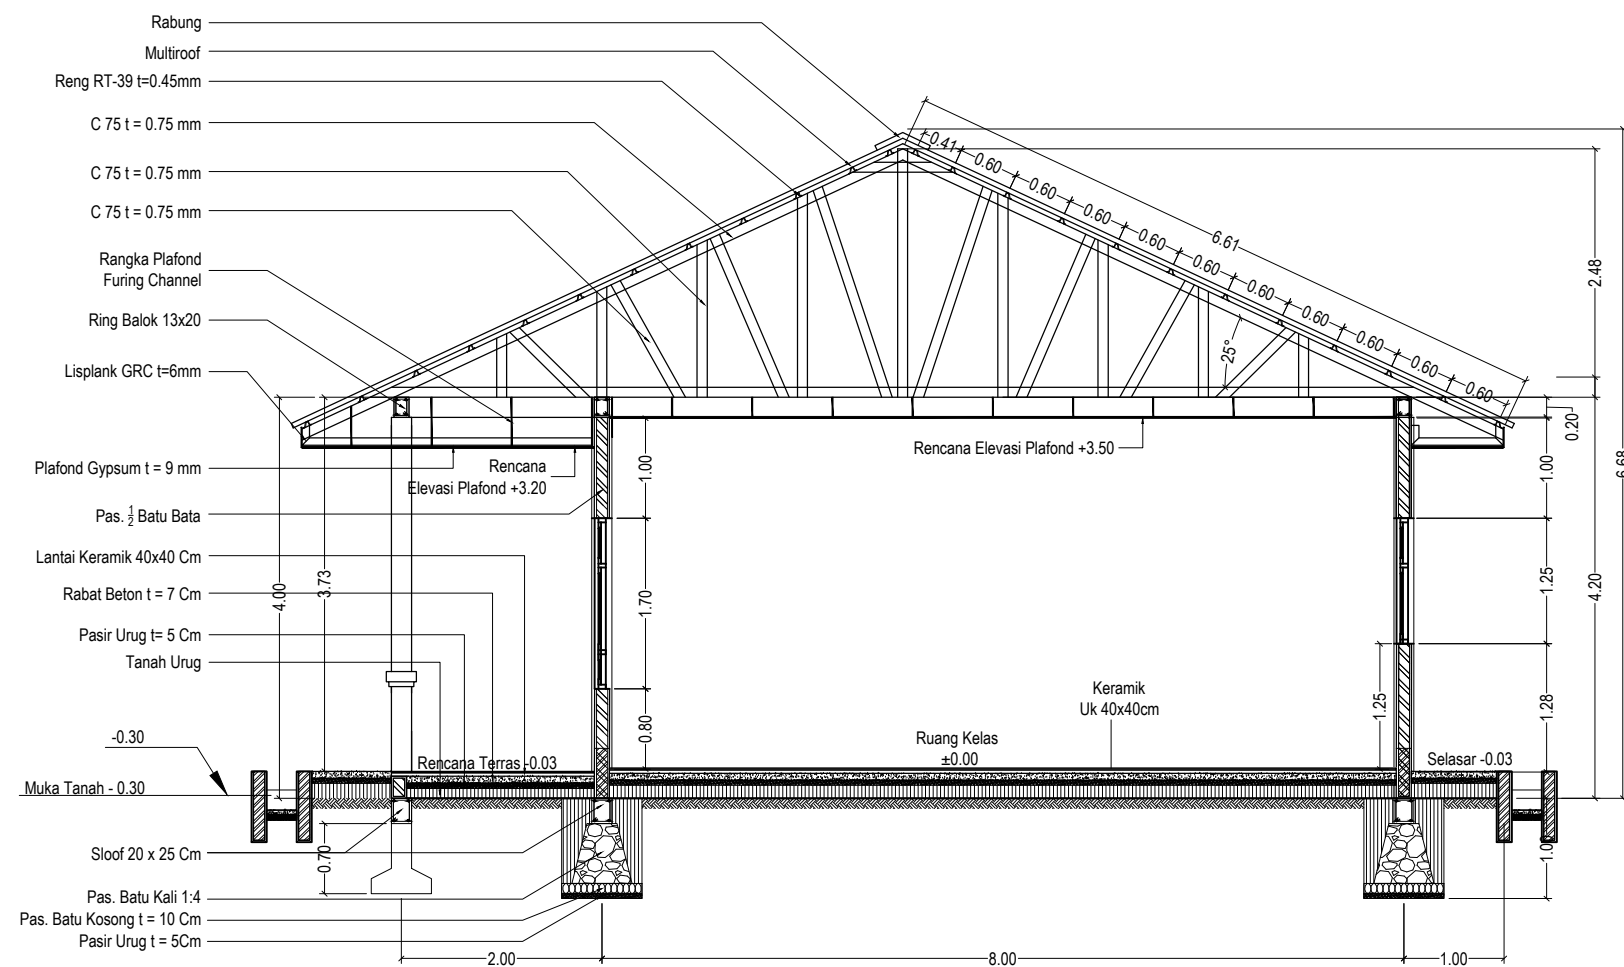 Rabung
Multiroof
Reng RT-39 t=0.45mm
C 75 t = 0.75 mm
C 75 t = 0.75 mm
C 75 t = 0.75 mm
Rangka Plafond
Furing Channel
Ring Balok 13x20
Lisplank GRC t=6mm
Plafond Gypsum t = 9 mm
Rencana
Elevasi Plafond +3.20
Pas. ½ Batu Bata
Lantai Keramik 40x40 Cm
Rabat Beton t = 7 Cm
Pasir Urug t= 5 Cm
Tanah Urug
-0.30
Muka Tanah - 0.30
Sloof 20 x 25 Cm
Pas. Batu Kali 1:4
Pas. Batu Kosong t = 10 Cm
Pasir Urug t = 5Cm
4.00
3.73
0.70
Rencana Terras -0.03
1.00
1.70
0.80
Rencana Elevasi Plafond +3.50
Ruang Kelas
±0.00
Keramik
Uk 40x40cm
1.25
Selasar -0.03
0.41
0.60
0.60
0.60
0.60
0.60
0.60
0.60
0.60
0.60
0.60
6.61
25°
2.48
0.20
6.68
1.00
1.25
4.20
1.28
2.00
8.00
1.00